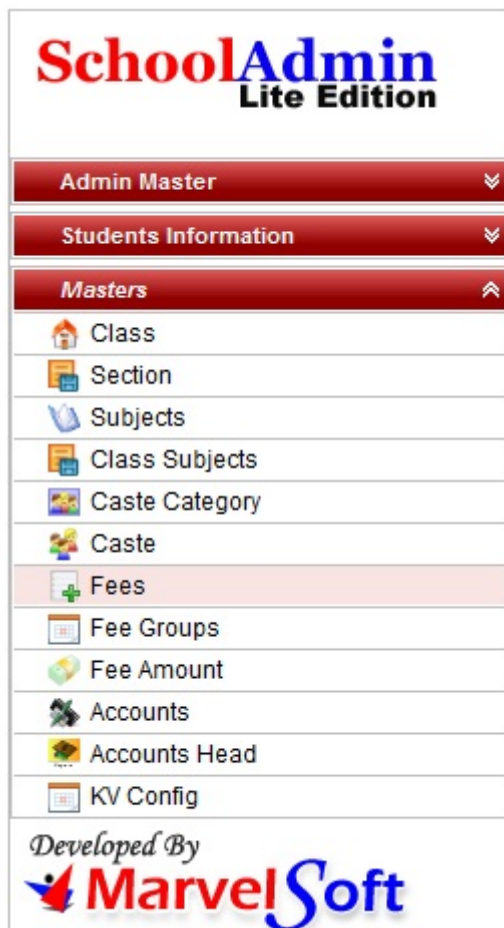 SchoolAdmin
Lite Edition
Admin Master
Students Information
Masters
Class
Section
Subjects
Class Subjects
Caste Category
Caste
Fees
Fee Groups
Fee Amount
Accounts
Accounts Head
KV Config
Developed By
MarvelSoft